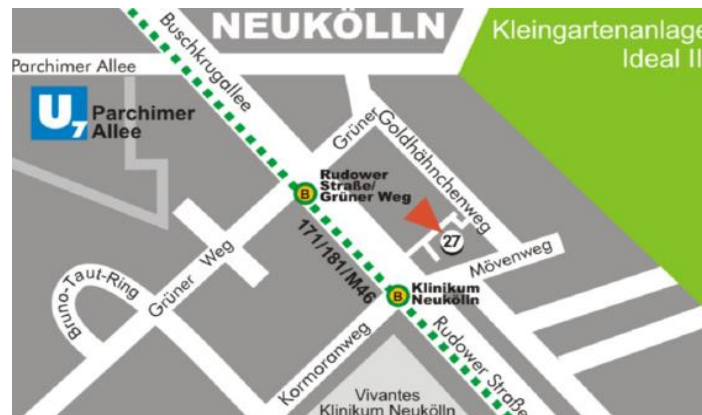 NEUKÖLLN
Kleingartenanlage
Ideal II
Parchimer Allee
Buschkrugallee
U7
Parchimer
Allee
Grüner
Goldhähnchenweg
Rudower
Straße/
Grüner Weg
B
27
171/181/M46
Mövenweg
Grüner Weg
Bruno-Taut-Ring
B
Klinikum
Neukölln
Rudower Straße
Kormoranweg
Vivantes
Klinikum Neukölln